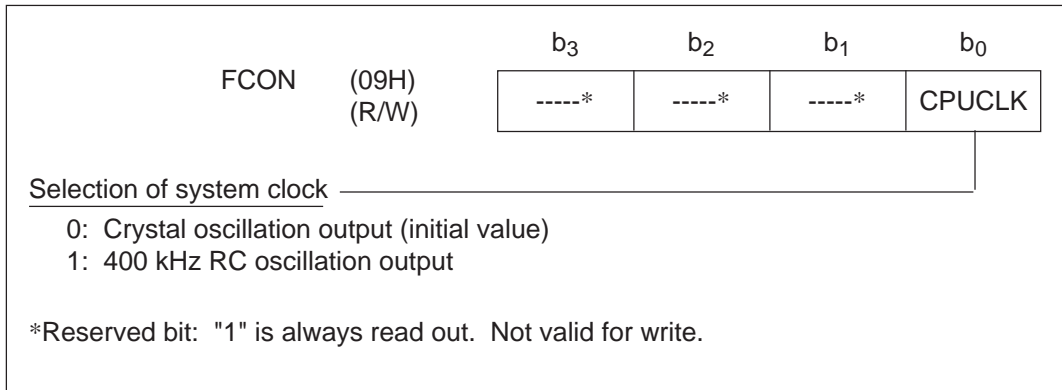 b3 b2 b1 b0
FCON (09H) -----* -----* -----* CPUCLK
(R/W)
Selection of system clock
0: Crystal oscillation output (initial value)
1: 400 kHz RC oscillation output
*Reserved bit: "1" is always read out. Not valid for write.